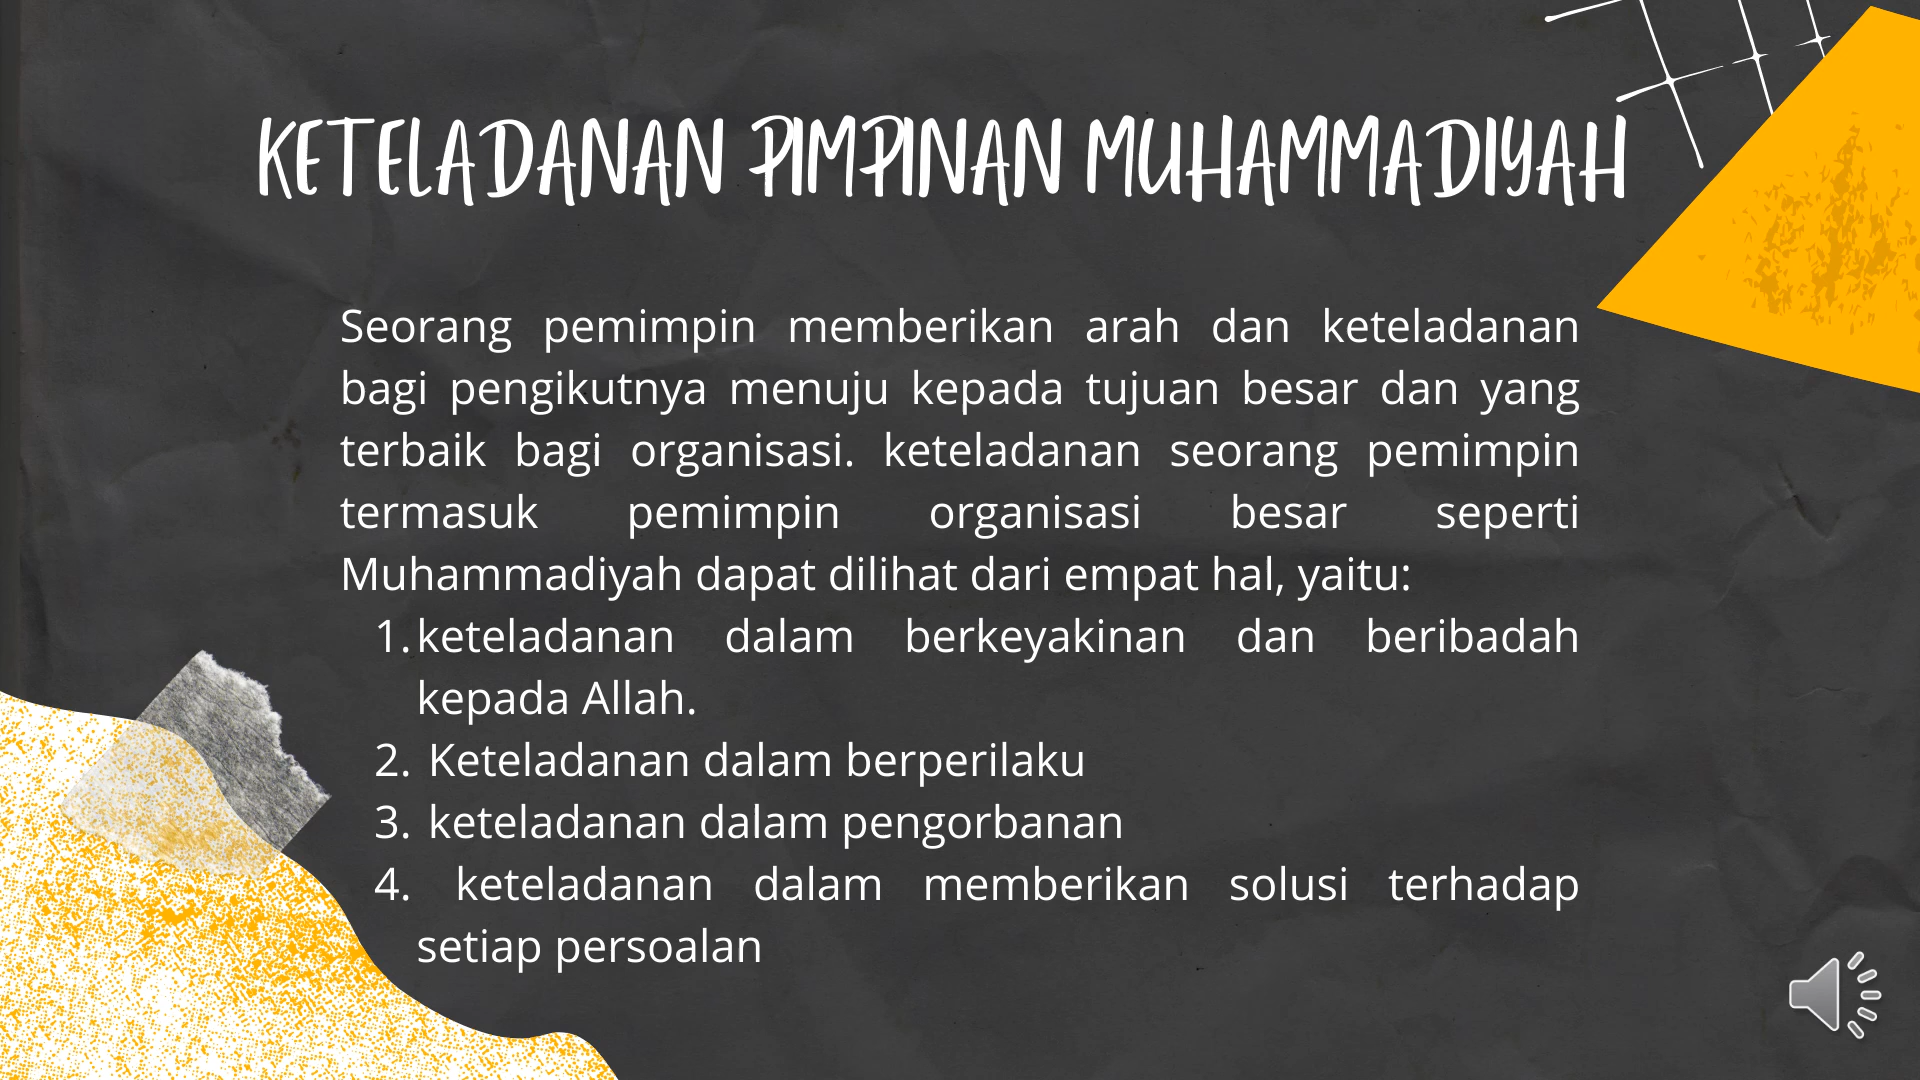 KETELADANAN PIMPINAN MUHAMMADIYAH
Seorang pemimpin memberikan arah dan keteladanan
bagi pengikutnya menuju kepada tujuan besar dan yang
terbaik bagi organisasi. keteladanan seorang pemimpin
termasuk pemimpin organisasi besar seperti
Muhammadiyah dapat dilihat dari empat hal, yaitu:
1. keteladanan dalam berkeyakinan dan beribadah
kepada Allah.
2. Keteladanan dalam berperilaku
3. keteladanan dalam pengorbanan
4. keteladanan dalam memberikan solusi terhadap
setiap persoalan